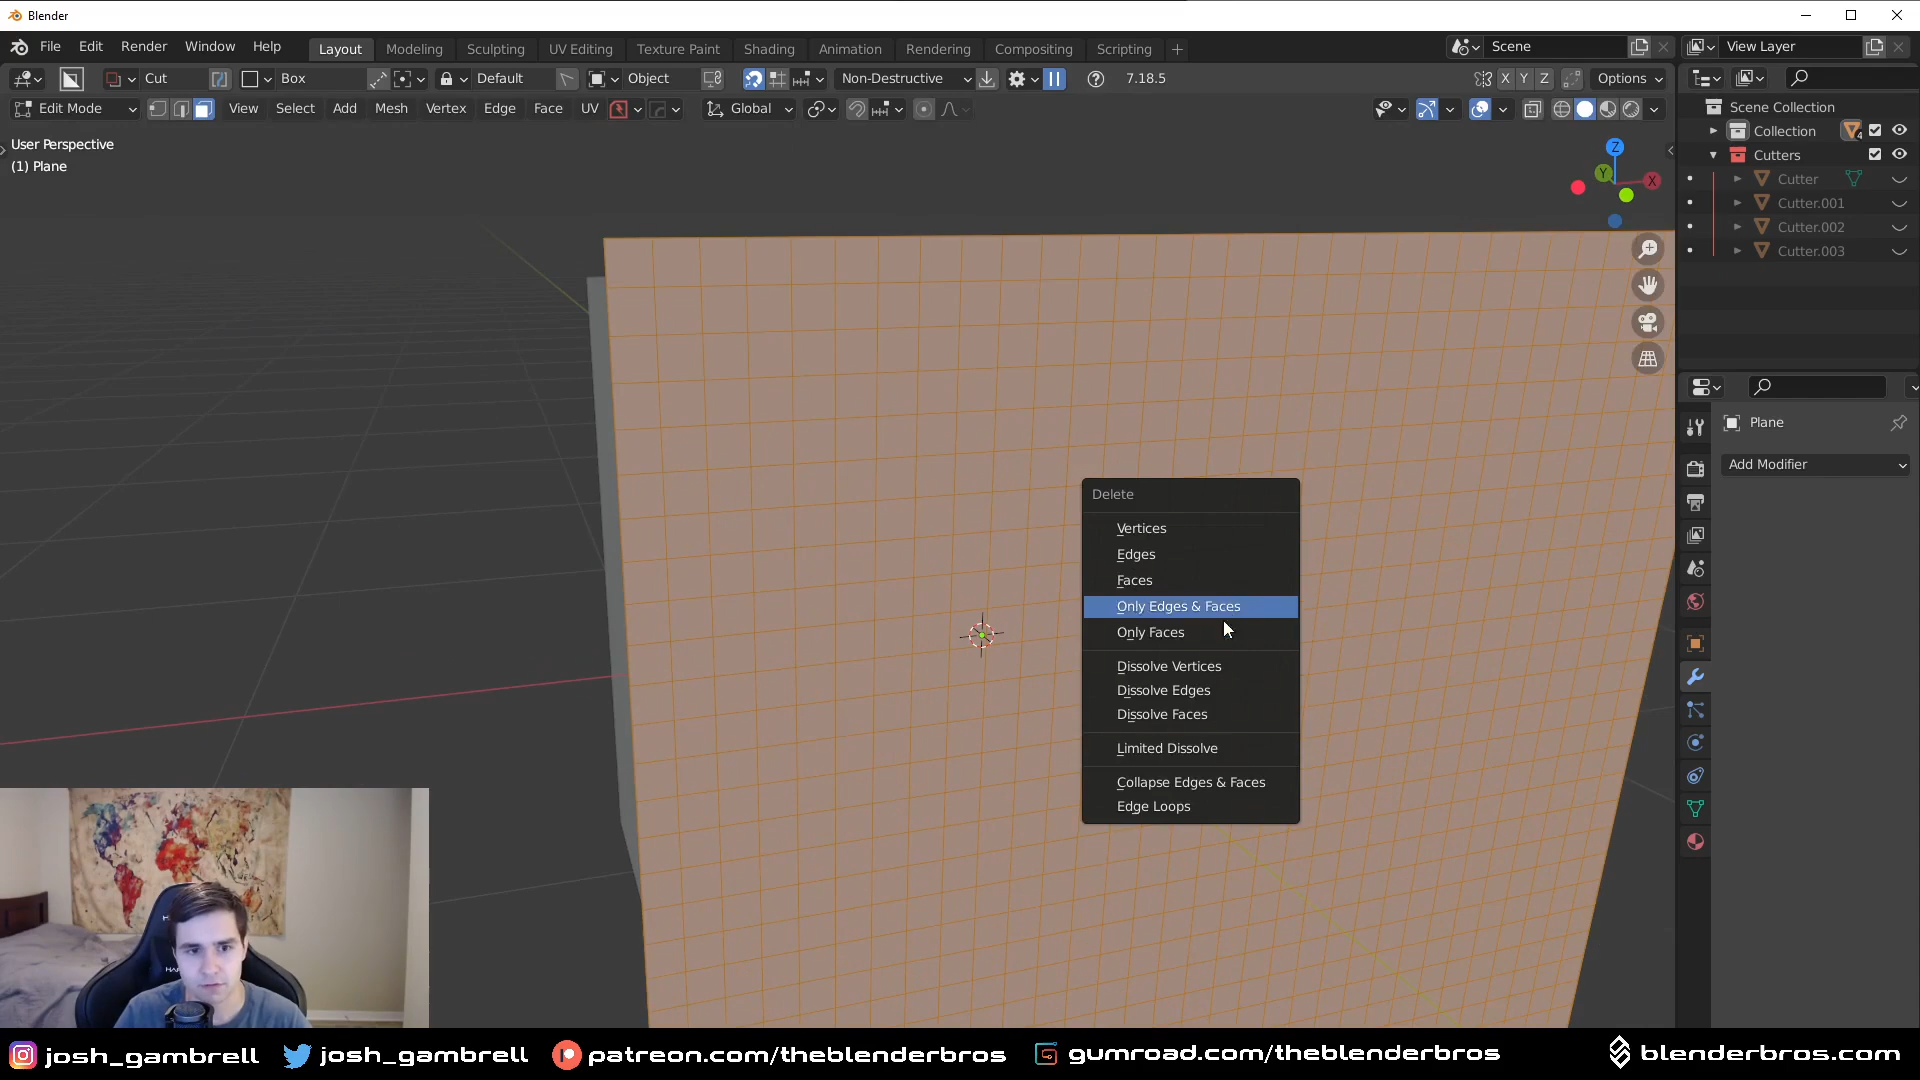 Blender
File Edit Render Window Help
Layout Modeling Sculpting UV Editing Texture Paint Shading Animation Rendering Compositing Scripting +
Scene
View Layer
Cut Box Default Object Non-Destructive 7.18.5
X Y Z Options
Edit Mode View Select Add Mesh Vertex Edge Face UV Global
User Perspective
(1) Plane
Z
Y
X
Scene Collection
Collection
4
Cutters
Cutter
Cutter.001
Cutter.002
Cutter.003
Plane
Add Modifier
Delete
Vertices
Edges
Faces
Only Edges & Faces
Only Faces
Dissolve Vertices
Dissolve Edges
Dissolve Faces
Limited Dissolve
Collapse Edges & Faces
Edge Loops
josh_gambrell josh_gambrell patreon.com/theblenderbros gumroad.com/theblenderbros blenderbros.com